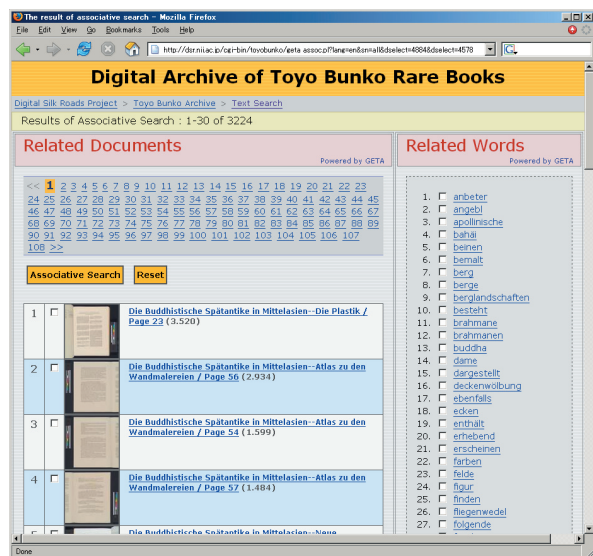 The result of associative search - Mozilla Firefox
File Edit View Go Bookmarks Tools Help
http://dsr.nii.ac.jp/cgi-bin/toyobunko/geta assoc.pl?lang=en&sn=all&dselect=4884&dselect=4578
Digital Archive of Toyo Bunko Rare Books
Digital Silk Roads Project > Toyo Bunko Archive > Text Search
Results of Associative Search : 1-30 of 3224
Related Documents
Powered by GETA
<< 1 2 3 4 5 6 7 8 9 10 11 12 13 14 15 16 17 18 19 20 21 22 23
24 25 26 27 28 29 30 31 32 33 34 35 36 37 38 39 40 41 42 43 44 45
46 47 48 49 50 51 52 53 54 55 56 57 58 59 60 61 62 63 64 65 66 67
68 69 70 71 72 73 74 75 76 77 78 79 80 81 82 83 84 85 86 87 88 89
90 91 92 93 94 95 96 97 98 99 100 101 102 103 104 105 106 107
108 >>
Associative Search Reset
1 Die Buddhistische Spätantike in Mittelasien--Die Plastik /
Page 23 (3.520)
2 Die Buddhistische Spätantike in Mittelasien--Atlas zu den
Wandmalereien / Page 56 (2.934)
3 Die Buddhistische Spätantike in Mittelasien--Atlas zu den
Wandmalereien / Page 54 (1.599)
4 Die Buddhistische Spätantike in Mittelasien--Atlas zu den
Wandmalereien / Page 57 (1.484)
5 Die Buddhistische Spätantike in Mittelasien--Neue
Related Words
Powered by GETA
1. anbeter
2. angebl
3. apollinische
4. bahäi
5. beinen
6. bemalt
7. berg
8. berge
9. berglandschaften
10. besteht
11. brahmane
12. brahmanen
13. buddha
14. dame
15. dargestellt
16. deckenwölbung
17. ebenfalls
18. ecken
19. enthält
20. erhebend
21. erscheinen
22. farben
23. felde
24. figur
25. finden
26. fliegenwedel
27. folgende
Done